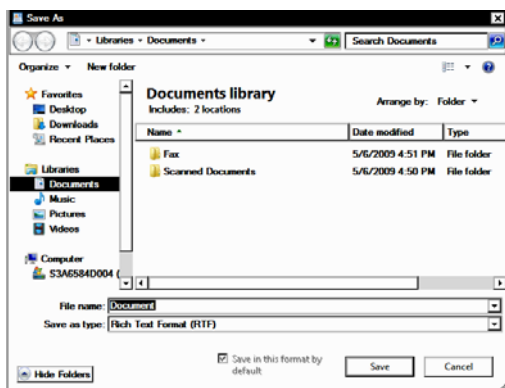 Save As
Libraries Documents
Search Documents
Organize New folder
Favorites
Desktop
Downloads
Recent Places
Libraries
Documents
Music
Pictures
Videos
Computer
S3A6584D004 (
Documents library
Includes: 2 locations
Arrange by: Folder
Name Date modified Type
Fax 5/6/2009 4:51 PM File folder
Scanned Documents 5/6/2009 4:50 PM File folder
File name: Document
Save as type: Rich Text Format (RTF)
Hide Folders
Save in this format by
default
Save Cancel